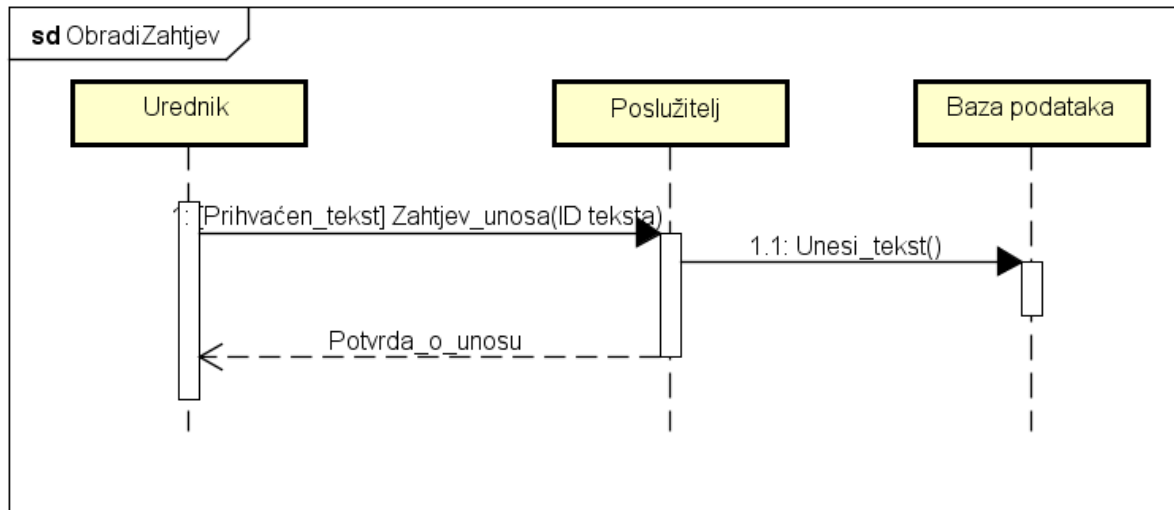 sd ObradiZahtjev
Urednik
Poslužitelj
Baza podataka
1: [Prihvaćen_tekst] Zahtjev_unosa(ID teksta)
1.1: Unesi_tekst()
Potvrda_o_unosu